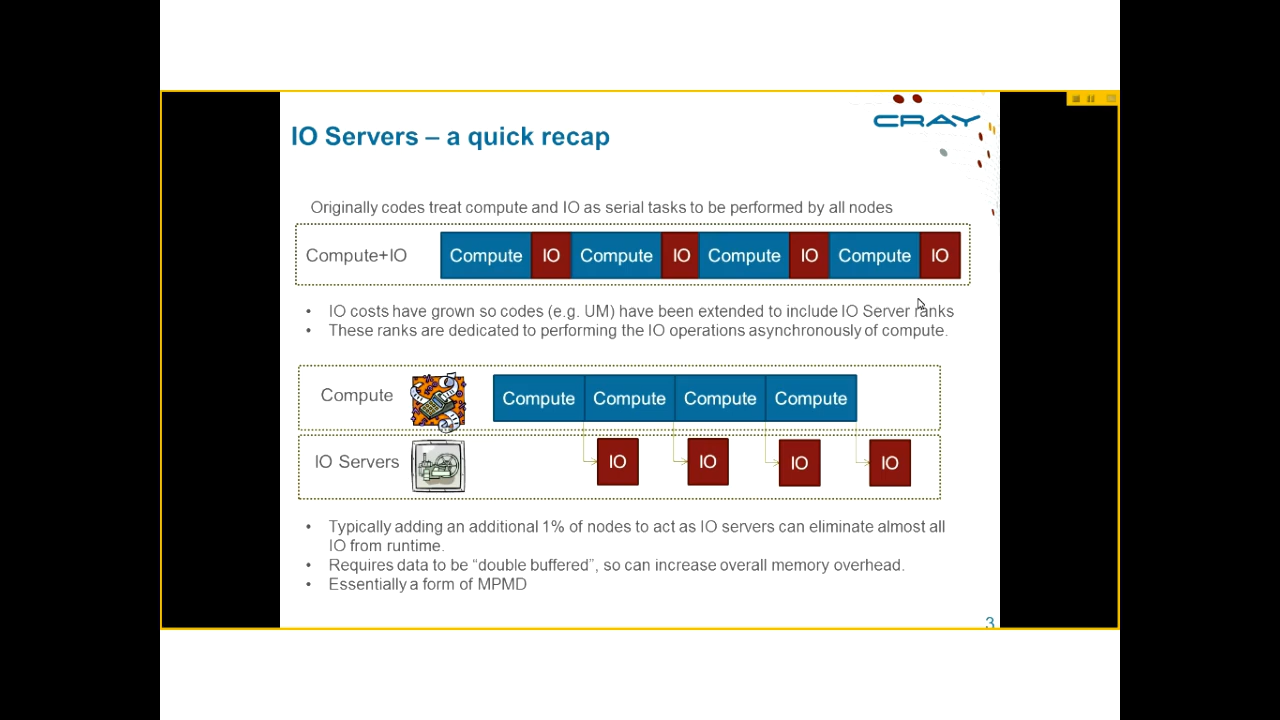 CRAY
IO Servers – a quick recap
Originally codes treat compute and IO as serial tasks to be performed by all nodes
Compute+IO Compute IO Compute IO Compute IO Compute IO
• IO costs have grown so codes (e.g. UM) have been extended to include IO Server ranks
• These ranks are dedicated to performing the IO operations asynchronously of compute.
Compute Compute Compute Compute Compute
IO Servers IO IO IO IO
• Typically adding an additional 1% of nodes to act as IO servers can eliminate almost all
IO from runtime.
• Requires data to be “double buffered”, so can increase overall memory overhead.
• Essentially a form of MPMD
3